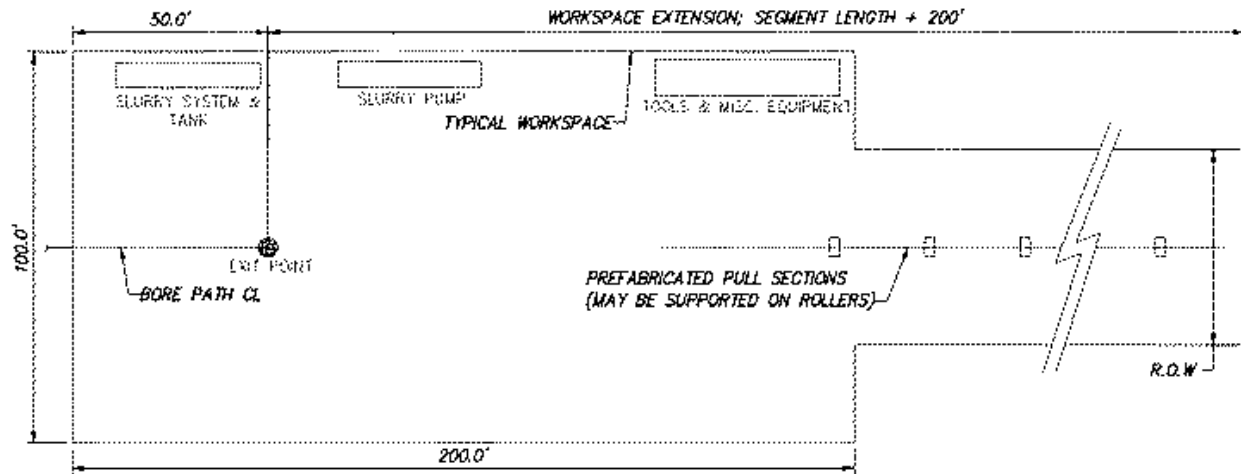 50.0'
WORKSPACE EXTENSION; SEGMENT LENGTH + 200'
SLURRY SYSTEM &
TANK
SLURRY PUMP
TOOLS & MISC. EQUIPMENT
TYPICAL WORKSPACE
100.0'
EXIT POINT
BORE PATH CL
PREFABRICATED PULL SECTIONS
(MAY BE SUPPORTED ON ROLLERS)
R.O.W
200.0'